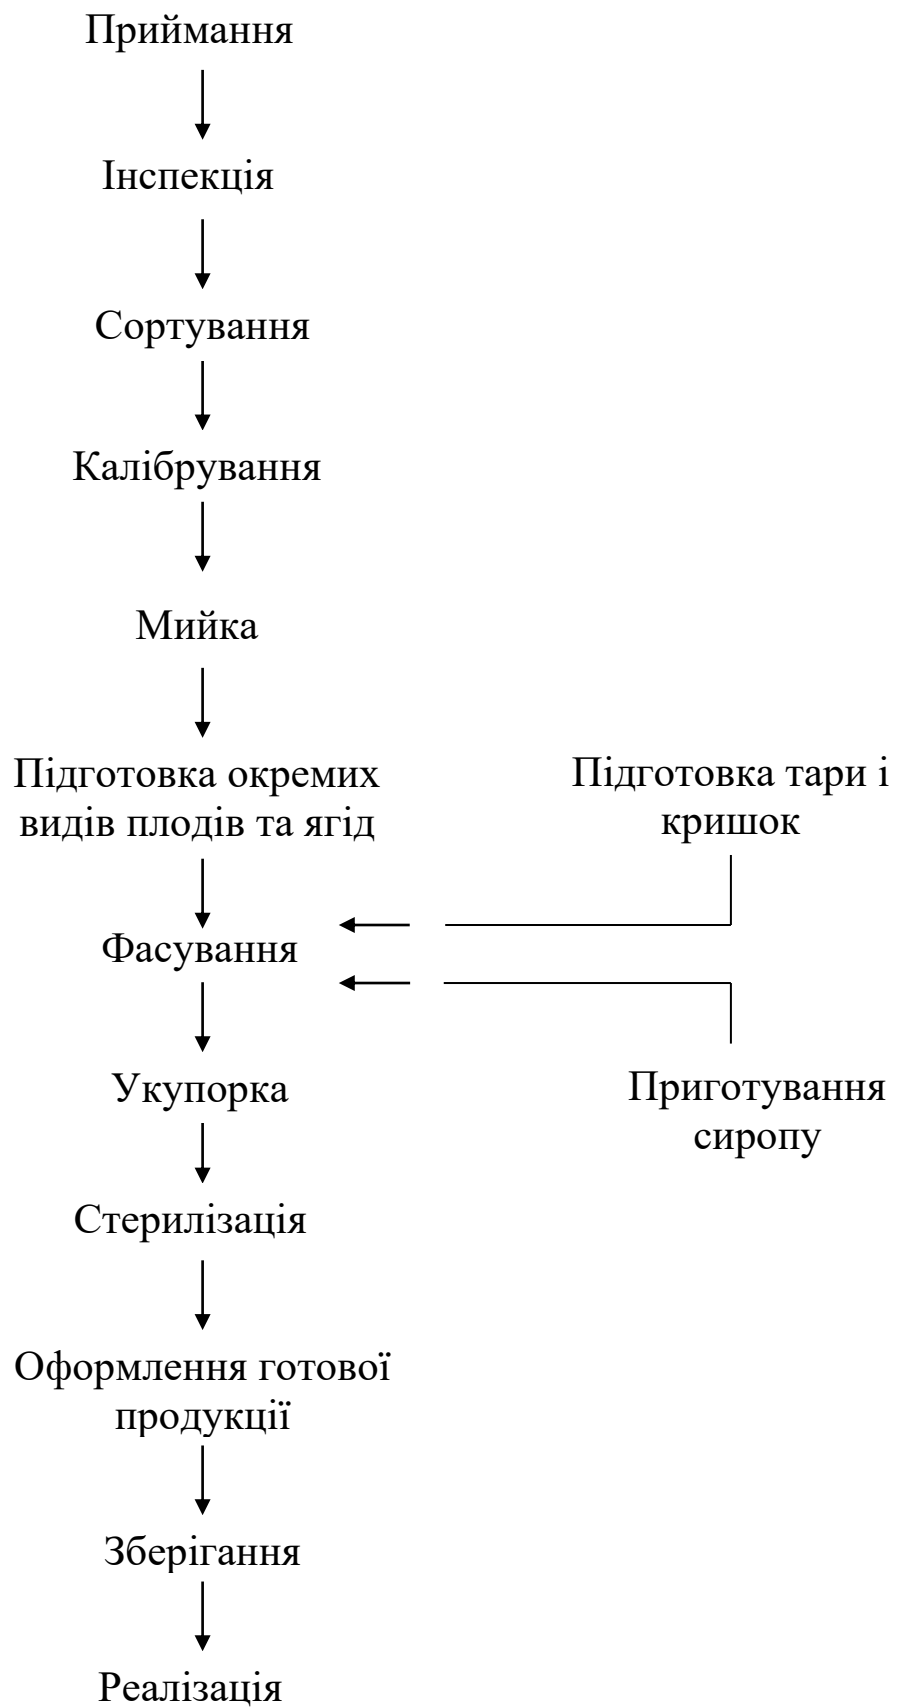 Приймання
Інспекція
Сортування
Калібрування
Мийка
Підготовка окремих
видів плодів та ягід
Підготовка тари і
кришок
Фасування
Укупорка
Приготування
сиропу
Стерилізація
Оформлення готової
продукції
Зберігання
Реалізація